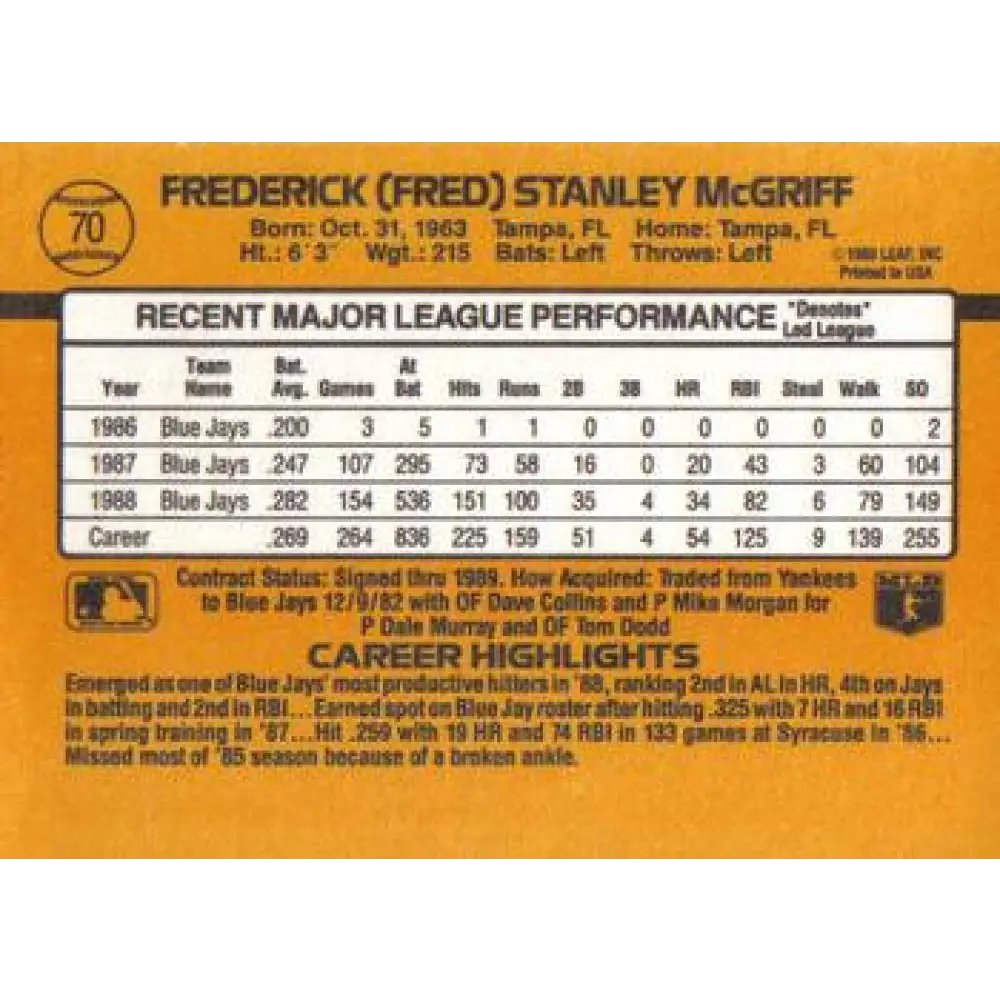 70
FREDERICK (FRED) STANLEY McGRIFF
Born: Oct. 31, 1963 Tampa, FL Home: Tampa, FL
Ht.: 6'3" Wgt.: 215 Bats: Left Throws: Left
© 1989 LEAF, INC
Printed in USA
RECENT MAJOR LEAGUE PERFORMANCE "Denotes" Led League
Year Team Name Bat. Avg. Games At Bat Hits Runs 2B 3B HR RBI Steal Walk SO
1986 Blue Jays .200 3 5 1 1 0 0 0 0 0 0 2
1987 Blue Jays .247 107 295 73 58 16 0 20 43 3 60 104
1988 Blue Jays .282 154 536 151 100 35 4 34 82 6 79 149
Career .269 264 836 225 159 51 4 54 125 9 139 255
Contract Status: Signed thru 1989. How Acquired: Traded from Yankees
to Blue Jays 12/9/82 with OF Dave Collins and P Mike Morgan for
P Dale Murray and OF Tom Dodd
CAREER HIGHLIGHTS
Emerged as one of Blue Jays' most productive hitters in '88, ranking 2nd in AL in HR, 4th on Jays
in batting and 2nd in RBI...Earned spot on Blue Jay roster after hitting .325 with 7 HR and 16 RBI
in spring training in '87...Hit .259 with 19 HR and 74 RBI in 133 games at Syracuse in '86...
Missed most of '85 season because of a broken ankle.